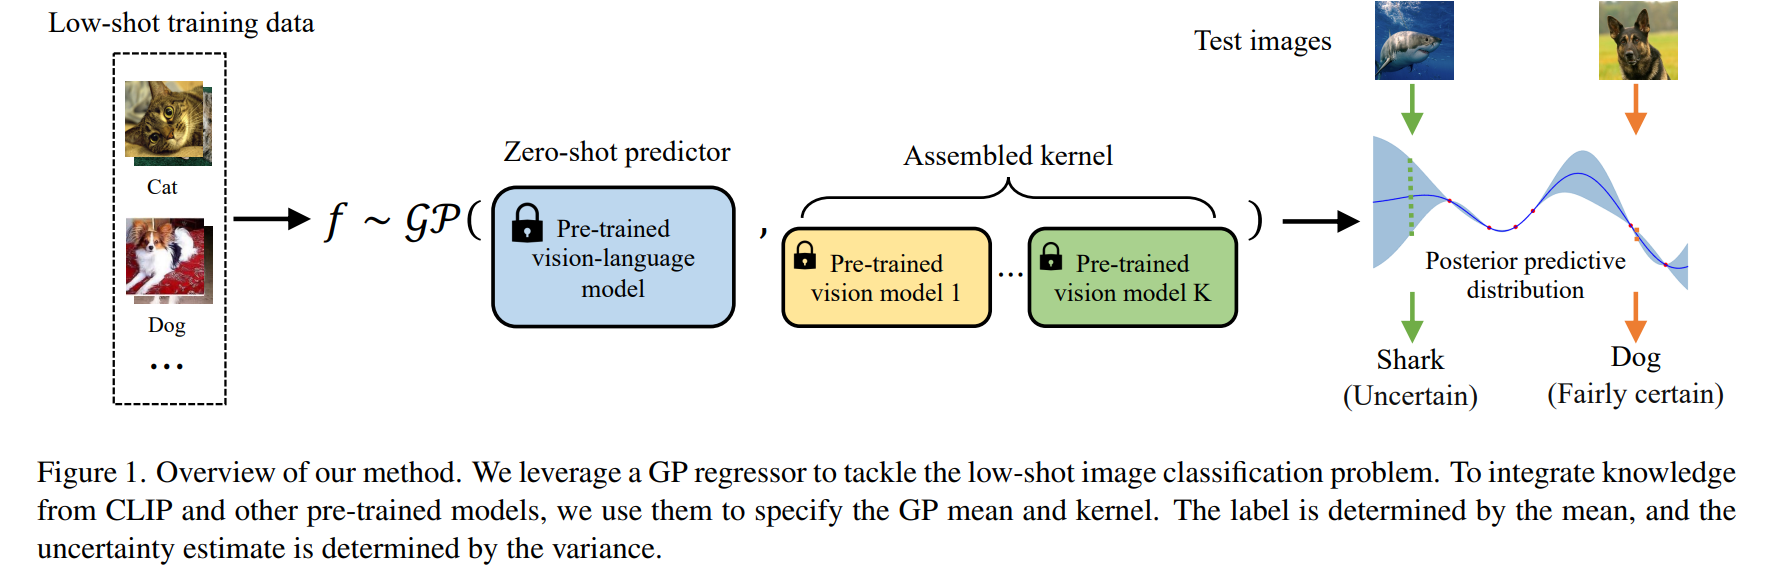 Low-shot training data
Cat
Dog
...
f ~ 𝒢𝒫(
Zero-shot predictor
Pre-trained
vision-language
model
,
Assembled kernel
Pre-trained
vision model 1
...
Pre-trained
vision model K
)
Test images
Posterior predictive
distribution
Shark
(Uncertain)
Dog
(Fairly certain)
Figure 1. Overview of our method. We leverage a GP regressor to tackle the low-shot image classification problem. To integrate knowledge
from CLIP and other pre-trained models, we use them to specify the GP mean and kernel. The label is determined by the mean, and the
uncertainty estimate is determined by the variance.